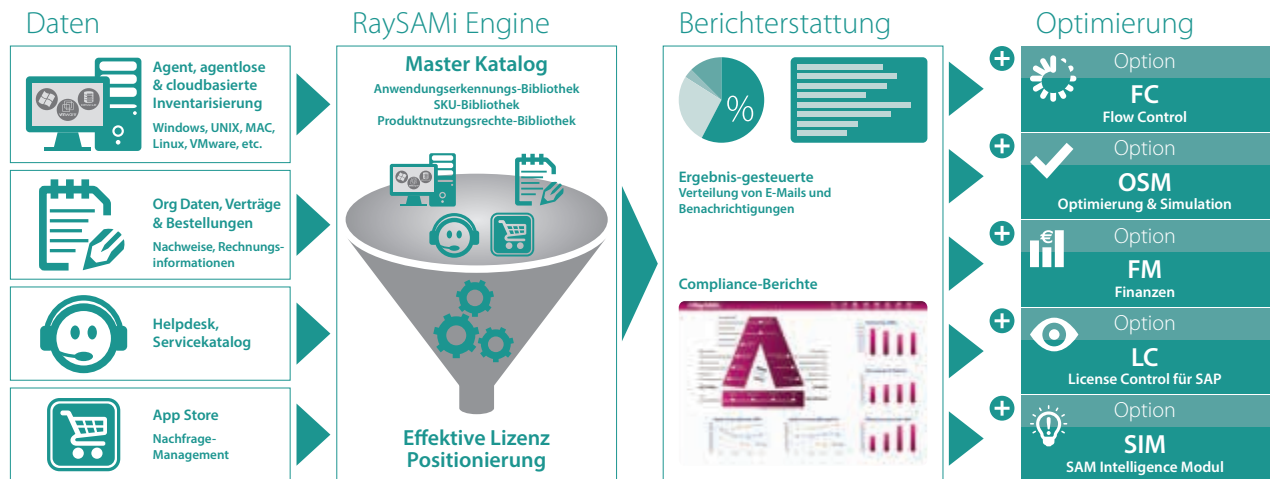 Daten
RaySAMi Engine
Berichterstattung
Optimierung
Agent, agentlose
& cloudbasierte
Inventarisierung
Windows, UNIX, MAC,
Linux, VMware, etc.
Org Daten, Verträge
& Bestellungen
Nachweise, Rechnungs-
informationen
Helpdesk,
Servicekatalog
App Store
Nachfrage-
Management
Master Katalog
Anwendungserkennungs-Bibliothek
SKU-Bibliothek
Produktnutzungsrechte-Bibliothek
Effektive Lizenz
Positionierung
%
Ergebnis-gesteuerte
Verteilung von E-Mails und
Benachrichtigungen
Compliance-Berichte
Option
FC
Flow Control
Option
OSM
Optimierung & Simulation
Option
€
FM
Finanzen
Option
LC
License Control für SAP
Option
SIM
SAM Intelligence Modul